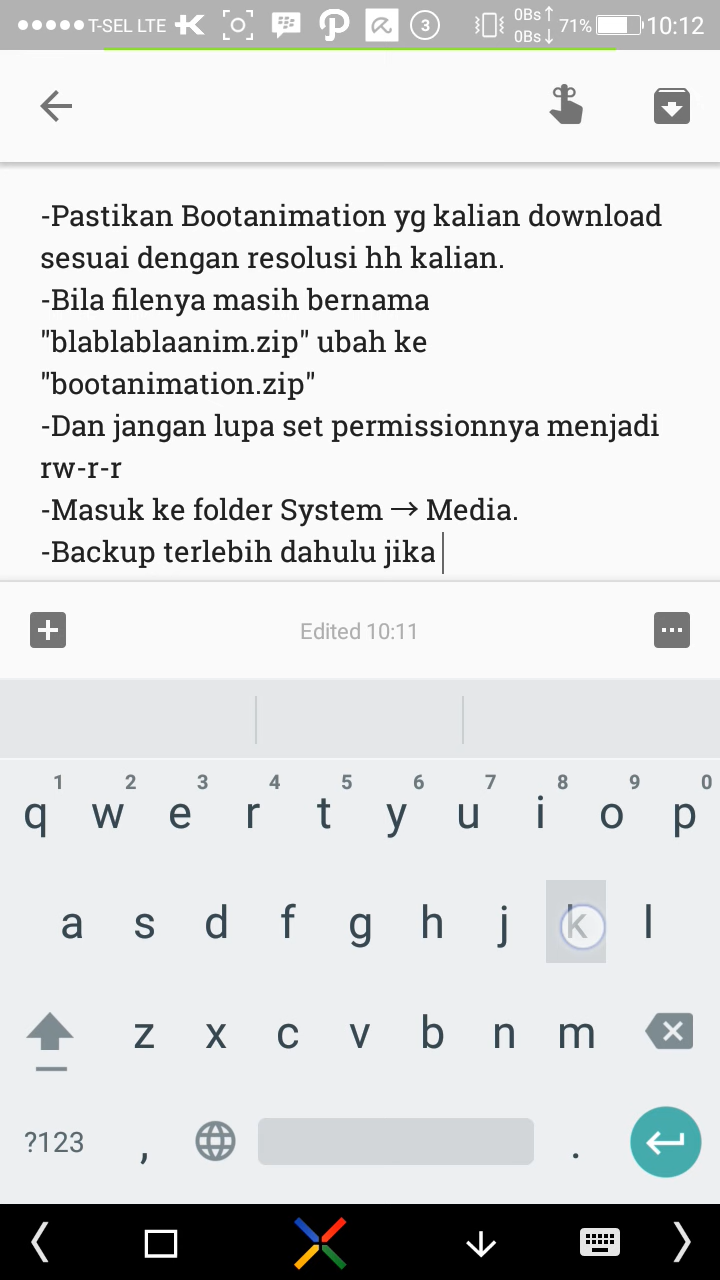 T-SEL LTE 3 0Bs↑ 0Bs↓ 71% 10:12
-Pastikan Bootanimation yg kalian download
sesuai dengan resolusi hh kalian.
-Bila filenya masih bernama
"blablablaanim.zip" ubah ke
"bootanimation.zip"
-Dan jangan lupa set permissionnya menjadi
rw-r-r
-Masuk ke folder System → Media.
-Backup terlebih dahulu jika
Edited 10:11
1 2 3 4 5 6 7 8 9 0
q w e r t y u i o p
a s d f g h j k l
z x c v b n m
?123 , .